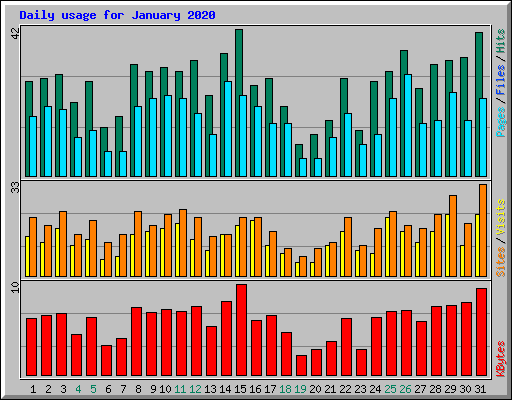 Daily usage for January 2020
42
Pages / Files / Hits
33
Sites / Visits
10
KBytes
1 2 3 4 5 6 7 8 9 10 11 12 13 14 15 16 17 18 19 20 21 22 23 24 25 26 27 28 29 30 31